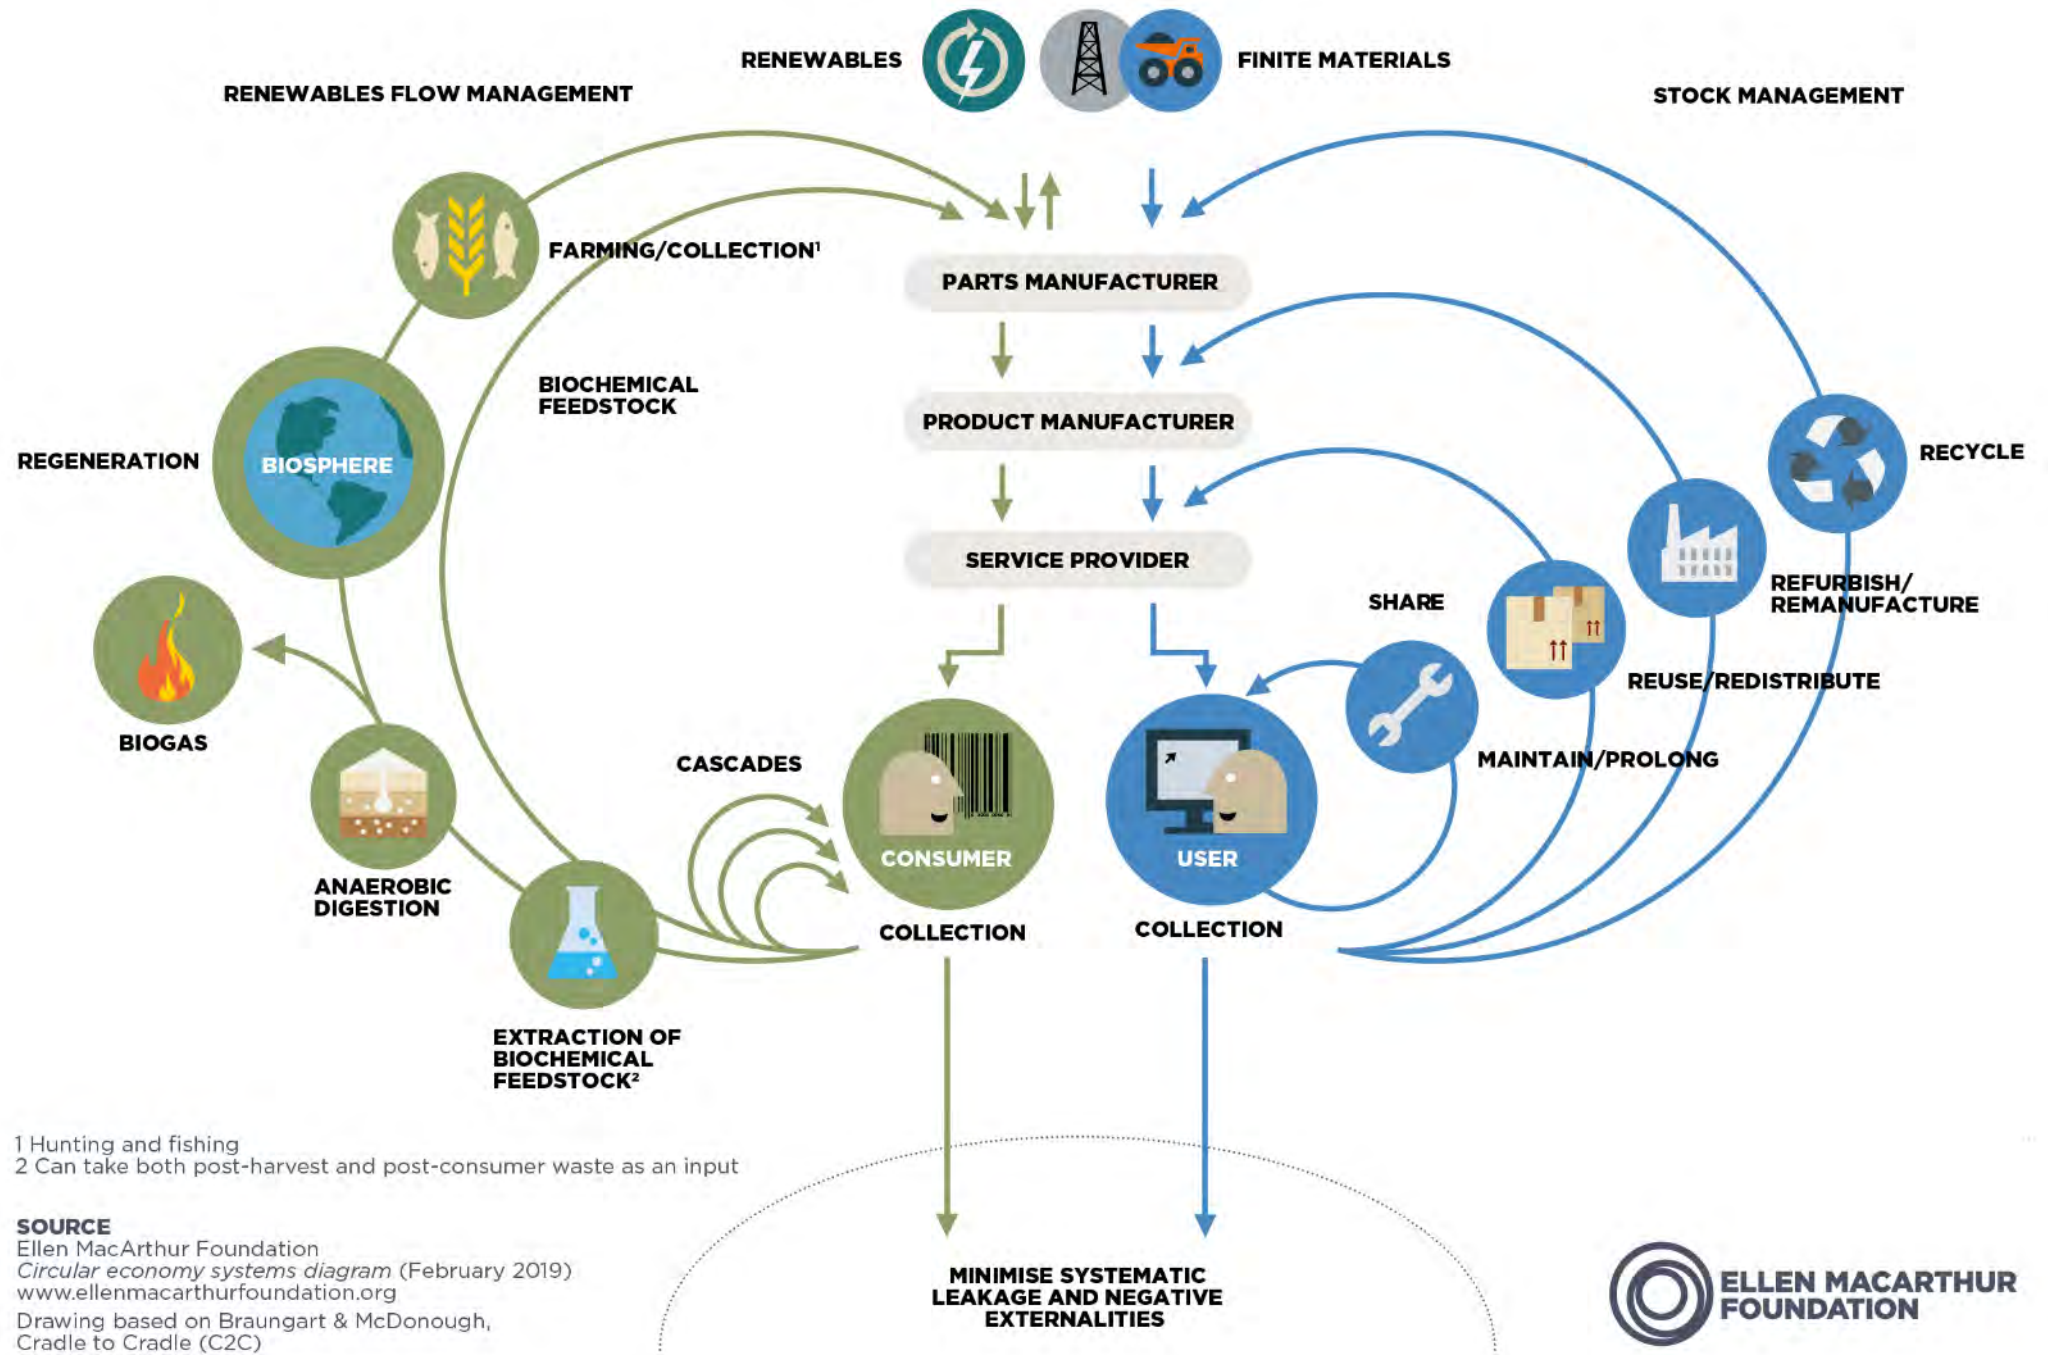 RENEWABLES
FINITE MATERIALS
RENEWABLES FLOW MANAGEMENT
STOCK MANAGEMENT
FARMING/COLLECTION¹
PARTS MANUFACTURER
BIOCHEMICAL
FEEDSTOCK
PRODUCT MANUFACTURER
REGENERATION
BIOSPHERE
RECYCLE
SERVICE PROVIDER
SHARE
REFURBISH/
REMANUFACTURE
REUSE/REDISTRIBUTE
BIOGAS
CASCADES
MAINTAIN/PROLONG
CONSUMER
USER
ANAEROBIC
DIGESTION
COLLECTION
COLLECTION
EXTRACTION OF
BIOCHEMICAL
FEEDSTOCK²
1 Hunting and fishing
2 Can take both post-harvest and post-consumer waste as an input
SOURCE
Ellen MacArthur Foundation
Circular economy systems diagram (February 2019)
www.ellenmacarthurfoundation.org
Drawing based on Braungart & McDonough,
Cradle to Cradle (C2C)
MINIMISE SYSTEMATIC
LEAKAGE AND NEGATIVE
EXTERNALITIES
ELLEN MACARTHUR
FOUNDATION